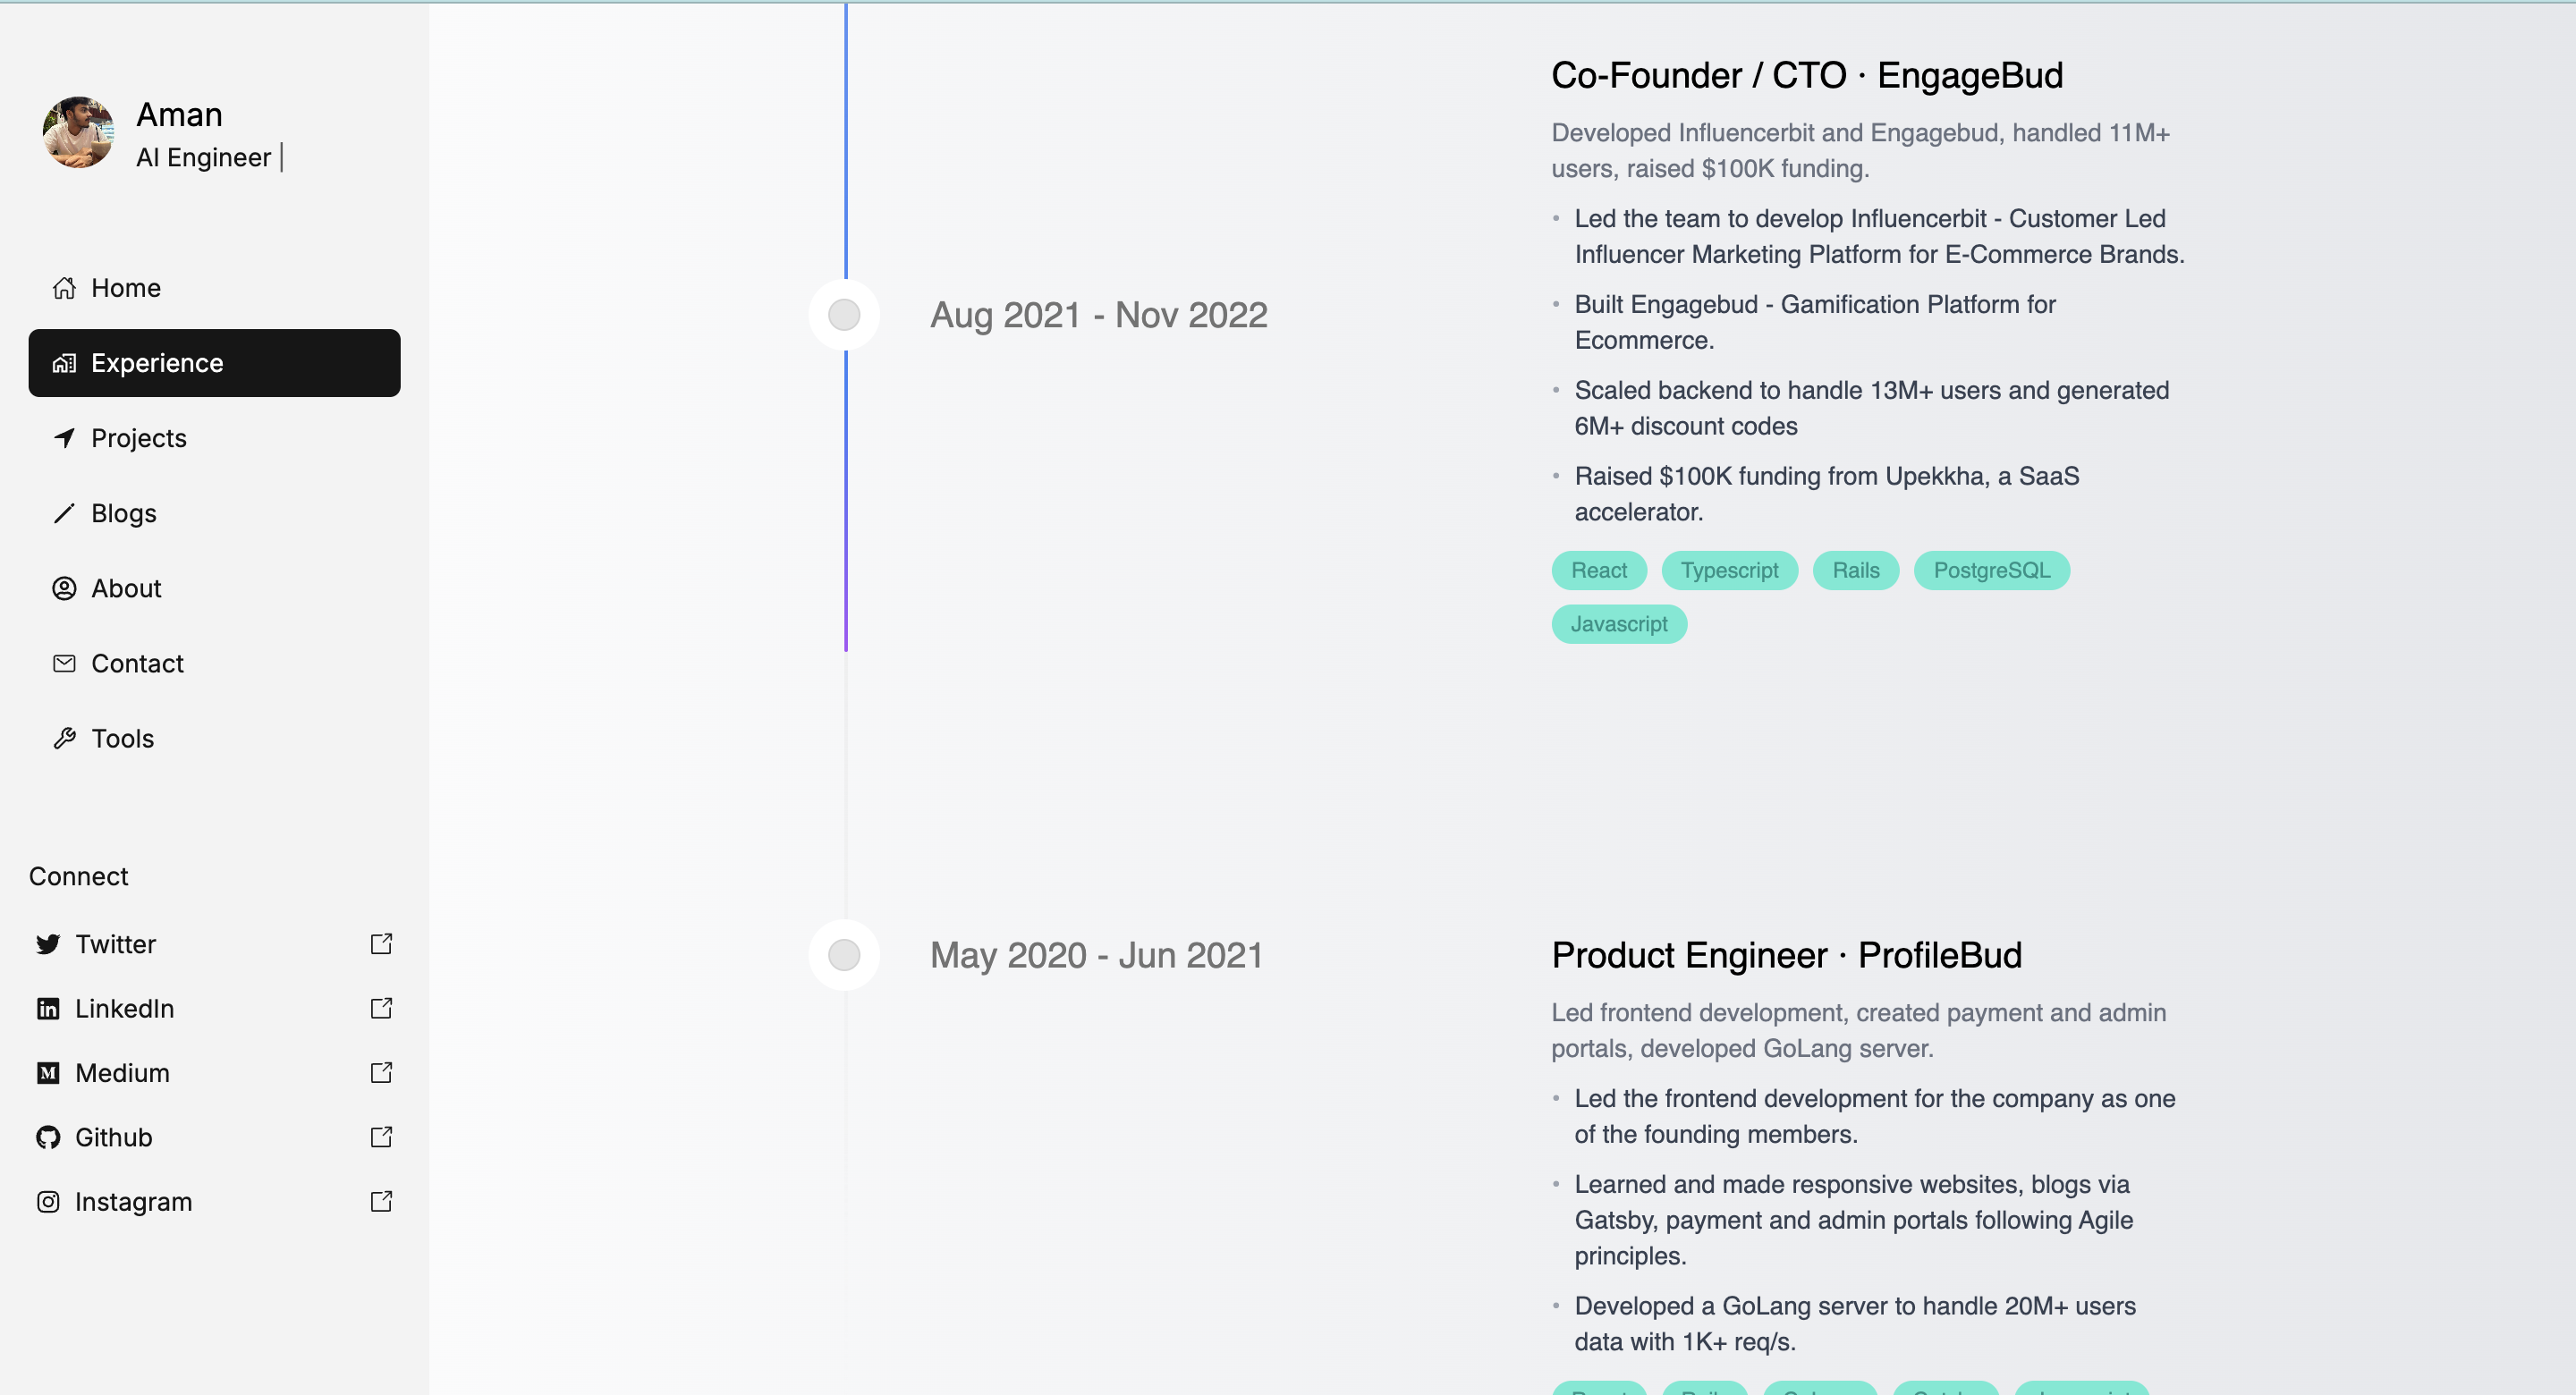 Aman
AI Engineer
Home
Experience
Projects
Blogs
About
Contact
Tools
Connect
Twitter
LinkedIn
Medium
Github
Instagram
Aug 2021 - Nov 2022
Co-Founder / CTO · EngageBud
Developed Influencerbit and Engagebud, handled 11M+
users, raised $100K funding.
• Led the team to develop Influencerbit - Customer Led
Influencer Marketing Platform for E-Commerce Brands.
• Built Engagebud - Gamification Platform for
Ecommerce.
• Scaled backend to handle 13M+ users and generated
6M+ discount codes
• Raised $100K funding from Upekkha, a SaaS
accelerator.
React Typescript Rails PostgreSQL
Javascript
May 2020 - Jun 2021
Product Engineer · ProfileBud
Led frontend development, created payment and admin
portals, developed GoLang server.
• Led the frontend development for the company as one
of the founding members.
• Learned and made responsive websites, blogs via
Gatsby, payment and admin portals following Agile
principles.
• Developed a GoLang server to handle 20M+ users
data with 1K+ req/s.